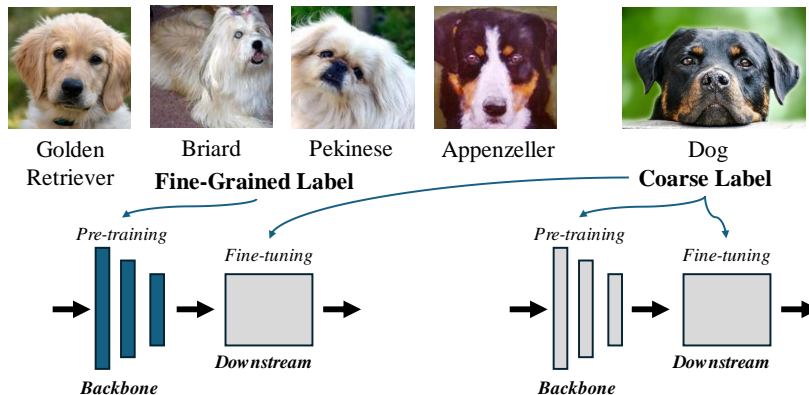 Golden
Retriever
Briard
Pekinese
Appenzeller
Dog
Fine-Grained Label
Coarse Label
Pre-training
Fine-tuning
Pre-training
Fine-tuning
Downstream
Downstream
Backbone
Backbone